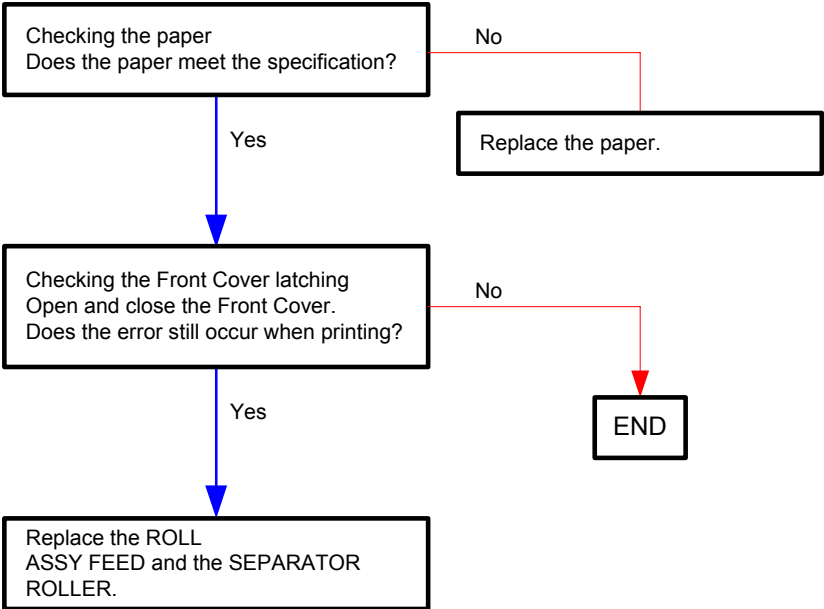 Checking the paper
Does the paper meet the specification?
No
Yes
Replace the paper.
Checking the Front Cover latching
Open and close the Front Cover.
Does the error still occur when printing?
No
Yes
END
Replace the ROLL
ASSY FEED and the SEPARATOR
ROLLER.